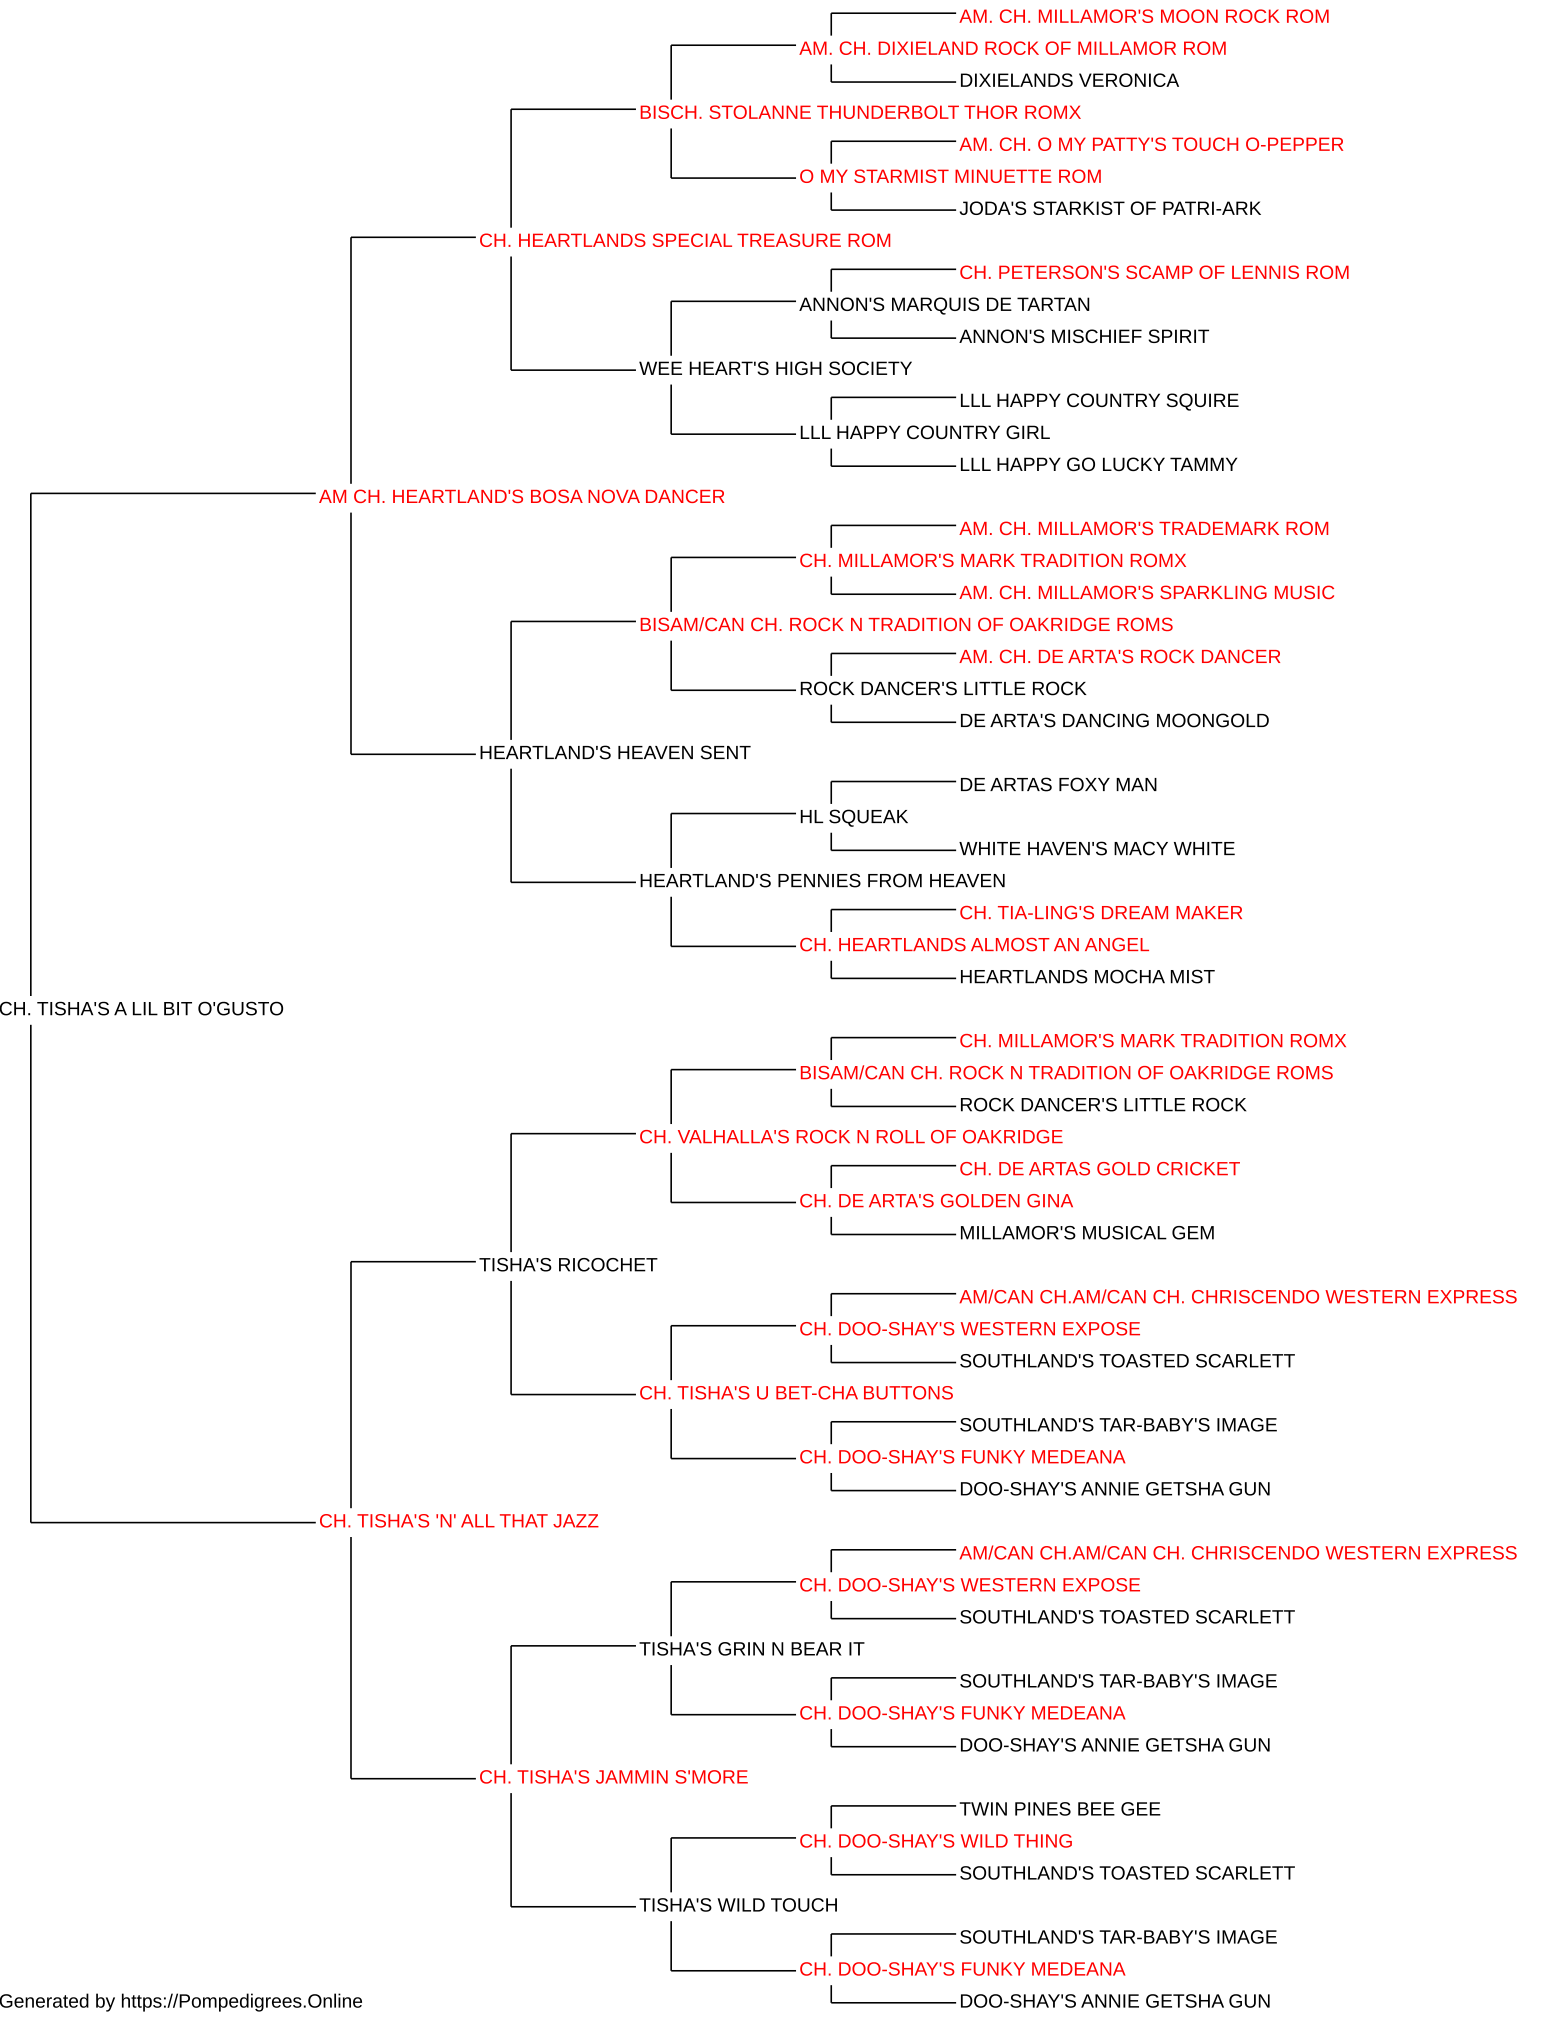 AM. CH. MILLAMOR'S MOON ROCK ROM
AM. CH. DIXIELAND ROCK OF MILLAMOR ROM
DIXIELANDS VERONICA
BISCH. STOLANNE THUNDERBOLT THOR ROMX
AM. CH. O MY PATTY'S TOUCH O-PEPPER
O MY STARMIST MINUETTE ROM
JODA'S STARKIST OF PATRI-ARK
CH. HEARTLANDS SPECIAL TREASURE ROM
CH. PETERSON'S SCAMP OF LENNIS ROM
ANNON'S MARQUIS DE TARTAN
ANNON'S MISCHIEF SPIRIT
WEE HEART'S HIGH SOCIETY
LLL HAPPY COUNTRY SQUIRE
LLL HAPPY COUNTRY GIRL
LLL HAPPY GO LUCKY TAMMY
AM CH. HEARTLAND'S BOSA NOVA DANCER
AM. CH. MILLAMOR'S TRADEMARK ROM
CH. MILLAMOR'S MARK TRADITION ROMX
AM. CH. MILLAMOR'S SPARKLING MUSIC
BISAM/CAN CH. ROCK N TRADITION OF OAKRIDGE ROMS
AM. CH. DE ARTA'S ROCK DANCER
ROCK DANCER'S LITTLE ROCK
DE ARTA'S DANCING MOONGOLD
HEARTLAND'S HEAVEN SENT
DE ARTAS FOXY MAN
HL SQUEAK
WHITE HAVEN'S MACY WHITE
HEARTLAND'S PENNIES FROM HEAVEN
CH. TIA-LING'S DREAM MAKER
CH. HEARTLANDS ALMOST AN ANGEL
HEARTLANDS MOCHA MIST
CH. TISHA'S A LIL BIT O'GUSTO
CH. MILLAMOR'S MARK TRADITION ROMX
BISAM/CAN CH. ROCK N TRADITION OF OAKRIDGE ROMS
ROCK DANCER'S LITTLE ROCK
CH. VALHALLA'S ROCK N ROLL OF OAKRIDGE
CH. DE ARTAS GOLD CRICKET
CH. DE ARTA'S GOLDEN GINA
MILLAMOR'S MUSICAL GEM
TISHA'S RICOCHET
AM/CAN CH.AM/CAN CH. CHRISCENDO WESTERN EXPRESS
CH. DOO-SHAY'S WESTERN EXPOSE
SOUTHLAND'S TOASTED SCARLETT
CH. TISHA'S U BET-CHA BUTTONS
SOUTHLAND'S TAR-BABY'S IMAGE
CH. DOO-SHAY'S FUNKY MEDEANA
DOO-SHAY'S ANNIE GETSHA GUN
CH. TISHA'S 'N' ALL THAT JAZZ
AM/CAN CH.AM/CAN CH. CHRISCENDO WESTERN EXPRESS
CH. DOO-SHAY'S WESTERN EXPOSE
SOUTHLAND'S TOASTED SCARLETT
TISHA'S GRIN N BEAR IT
SOUTHLAND'S TAR-BABY'S IMAGE
CH. DOO-SHAY'S FUNKY MEDEANA
DOO-SHAY'S ANNIE GETSHA GUN
CH. TISHA'S JAMMIN S'MORE
TWIN PINES BEE GEE
CH. DOO-SHAY'S WILD THING
SOUTHLAND'S TOASTED SCARLETT
TISHA'S WILD TOUCH
SOUTHLAND'S TAR-BABY'S IMAGE
CH. DOO-SHAY'S FUNKY MEDEANA
DOO-SHAY'S ANNIE GETSHA GUN
Generated by https://Pompedigrees.Online